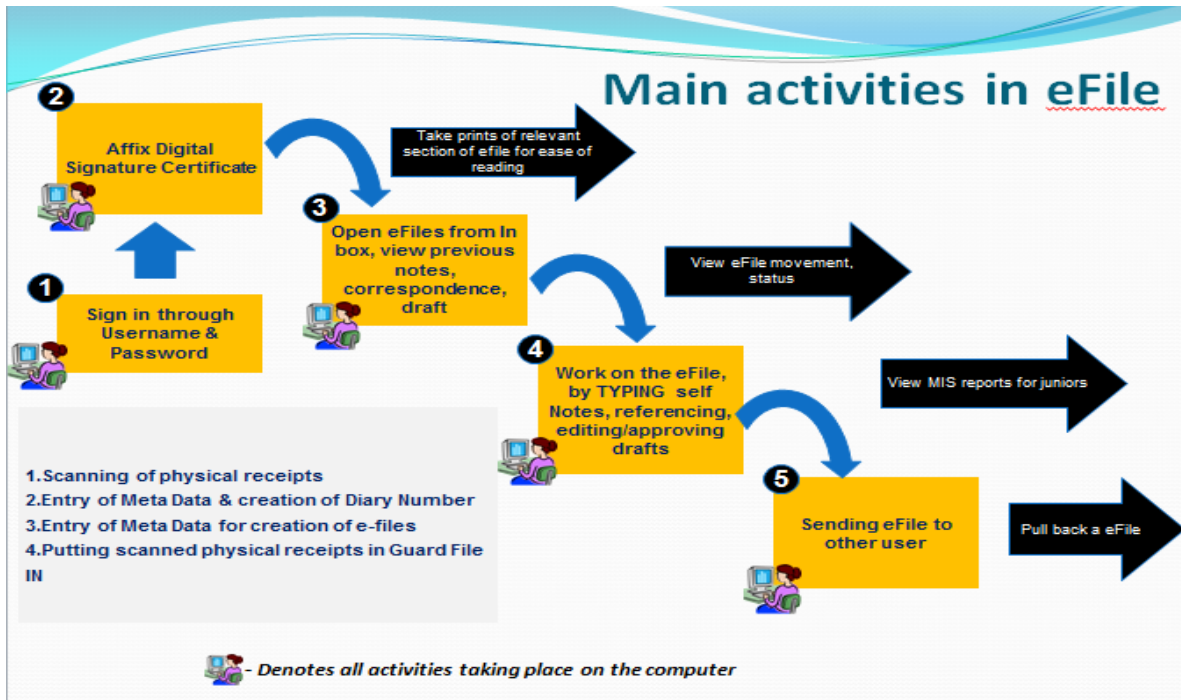 Main activities in eFile
2
Affix Digital
Signature Certificate
Take prints of relevant
section of efile for ease of
reading
3
Open eFiles from In
box, view previous
notes,
correspondence,
draft
View eFile movement,
status
1
Sign in through
Username &
Password
4
Work on the eFile,
by TYPING self
Notes, referencing,
editing/approving
drafts
View MIS reports for juniors
1.Scanning of physical receipts
2.Entry of Meta Data & creation of Diary Number
3.Entry of Meta Data for creation of e-files
4.Putting scanned physical receipts in Guard File
IN
5
Sending eFile to
other user
Pull back a eFile
- Denotes all activities taking place on the computer